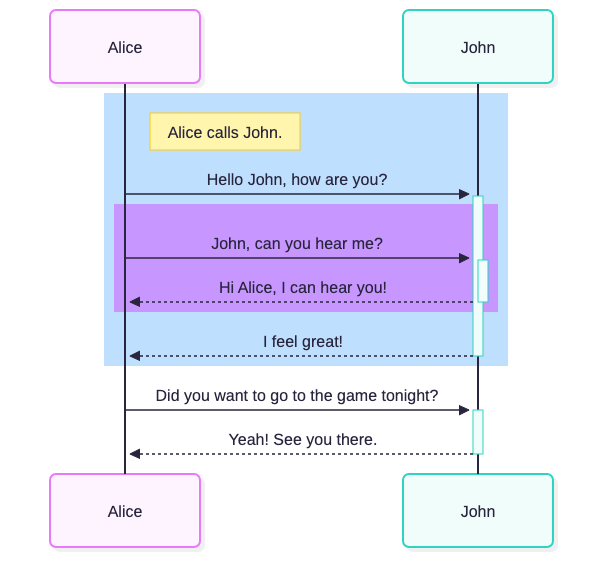 Alice
John
Alice calls John.
Hello John, how are you?
John, can you hear me?
Hi Alice, I can hear you!
I feel great!
Did you want to go to the game tonight?
Yeah! See you there.
Alice
John